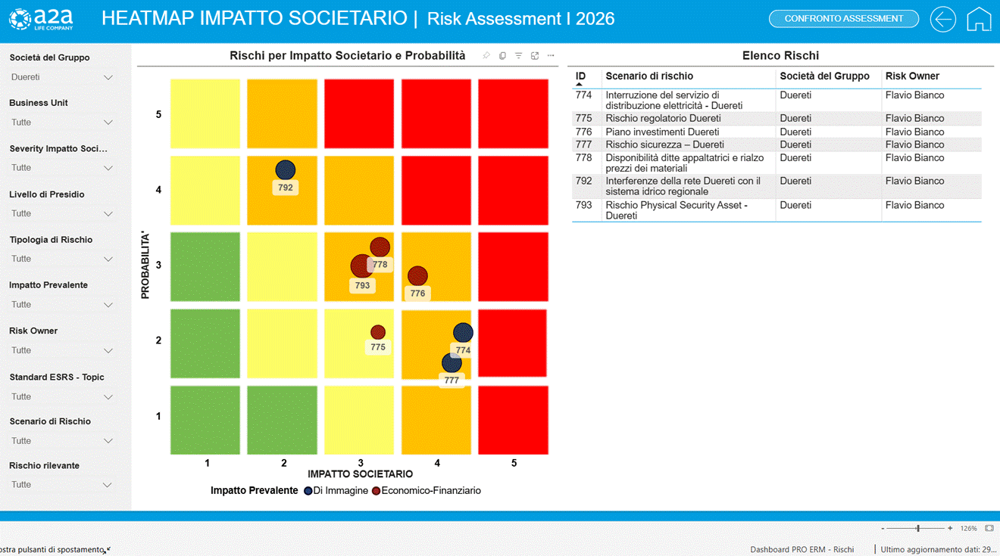 a2a
LIFE COMPANY
HEATMAP IMPATTO SOCIETARIO | Risk Assessment I 2026
CONFRONTO ASSESSMENT
Società del Gruppo
Duereti
Business Unit
Tutte
Severity Impatto Soci...
Tutte
Livello di Presidio
Tutte
Tipologia di Rischio
Tutte
Impatto Prevalente
Tutte
Risk Owner
Tutte
Standard ESRS - Topic
Tutte
Scenario di Rischio
Tutte
Rischio rilevante
Tutte
Rischi per Impatto Societario e Probabilità
PROBABILITA'
5
4
792
3
778
793
776
2
774
775
777
1
1 2 3 4 5
IMPATTO SOCIETARIO
Impatto Prevalente Di Immagine Economico-Finanziario
Elenco Rischi
ID Scenario di rischio Società del Gruppo Risk Owner
774 Interruzione del servizio di Duereti Flavio Bianco
distribuzione elettricità - Duereti
775 Rischio regolatorio Duereti Duereti Flavio Bianco
776 Piano investimenti Duereti Duereti Flavio Bianco
777 Rischio sicurezza – Duereti Duereti Flavio Bianco
778 Disponibilità ditte appaltatrici e rialzo Duereti Flavio Bianco
prezzi dei materiali
792 Interferenze della rete Duereti con il Duereti Flavio Bianco
sistema idrico regionale
793 Rischio Physical Security Asset - Duereti Flavio Bianco
Duereti
- + 126%
ostra pulsanti di spostamento
Dashboard PRO ERM - Rischi | Ultimo aggiornamento dati: 29...